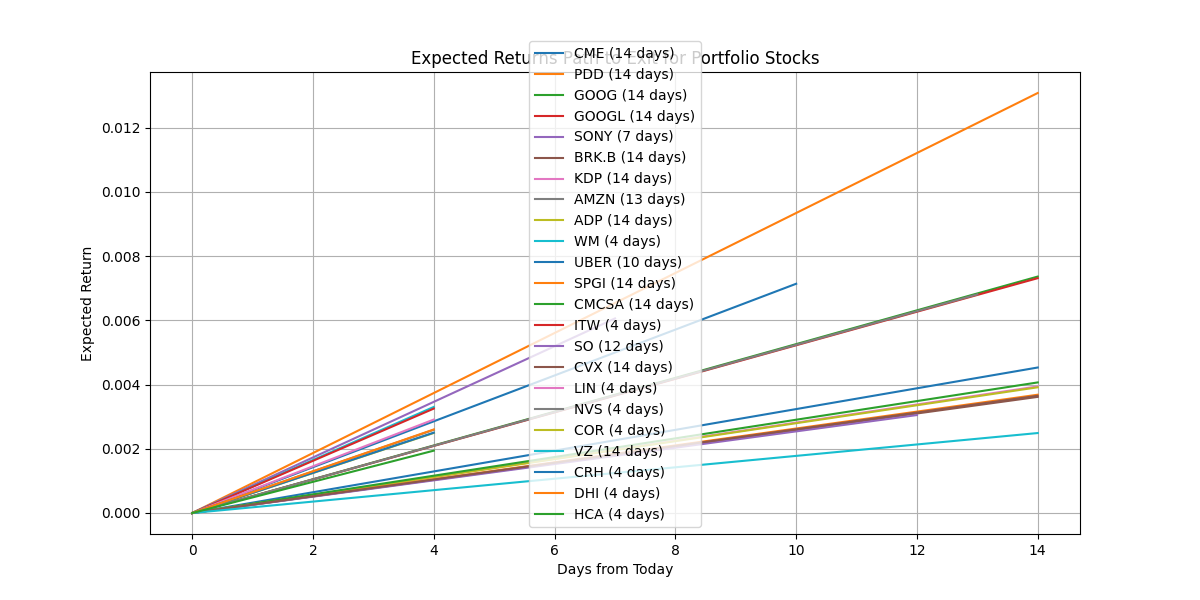 Expected Returns Path to Exit for Portfolio Stocks
CME (14 days)
PDD (14 days)
GOOG (14 days)
GOOGL (14 days)
SONY (7 days)
BRK.B (14 days)
KDP (14 days)
AMZN (13 days)
ADP (14 days)
WM (4 days)
UBER (10 days)
SPGI (14 days)
CMCSA (14 days)
ITW (4 days)
SO (12 days)
CVX (14 days)
LIN (4 days)
NVS (4 days)
COR (4 days)
VZ (14 days)
CRH (4 days)
DHI (4 days)
HCA (4 days)
Expected Return
0.012
0.010
0.008
0.006
0.004
0.002
0.000
0 2 4 6 8 10 12 14
Days from Today